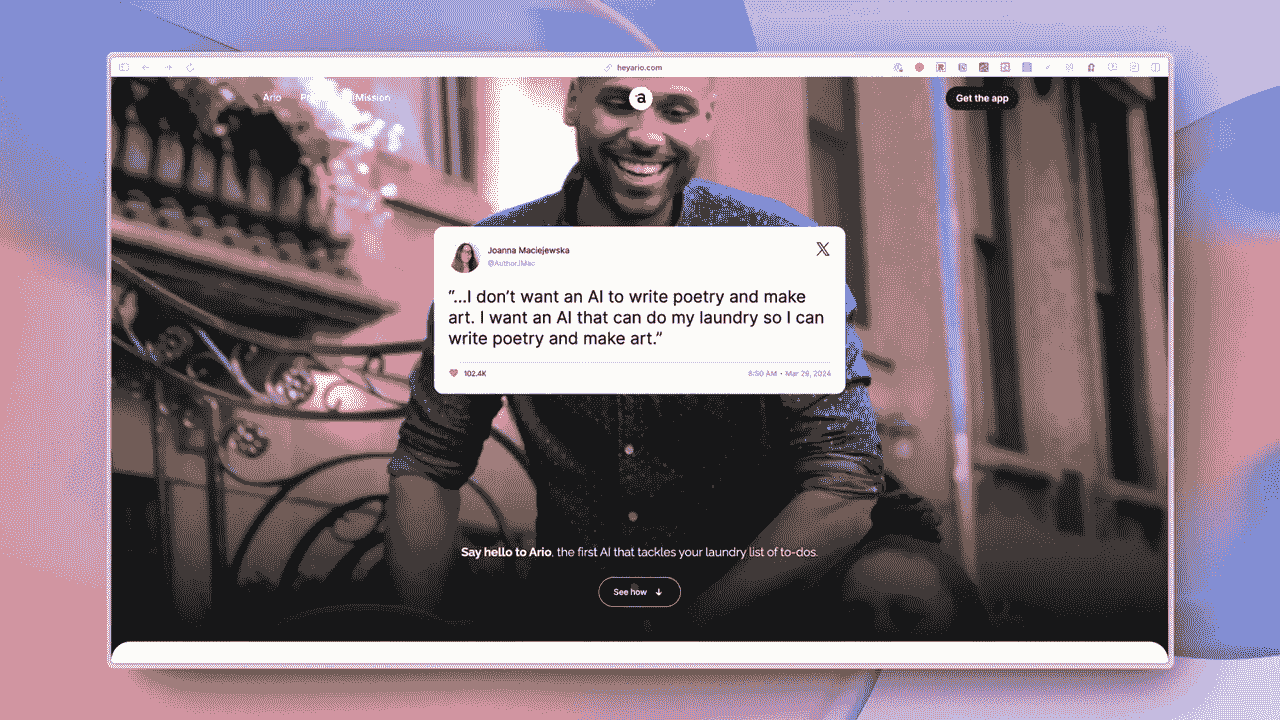 heyario.com
Ario
Mission
a
Get the app
Joanna Maciejewska
@AuthorJMac
“...I don’t want an AI to write poetry and make
art. I want an AI that can do my laundry so I can
write poetry and make art.”
102.4K
8:50 AM • Mar 29, 2024
Say hello to Ario, the first AI that tackles your laundry list of to-dos.
See how ↓